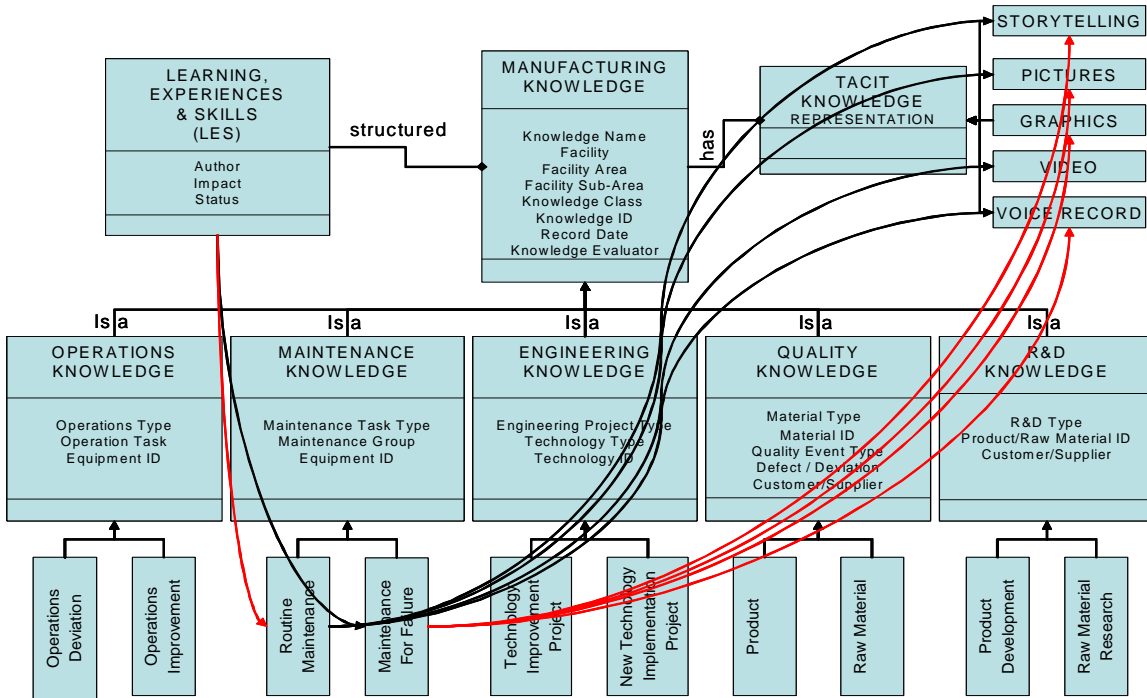 STORYTELLING
LEARNING,
EXPERIENCES
& SKILLS
(LES)
Author
Impact
Status
structured
MANUFACTURING
KNOWLEDGE
Knowledge Name
Facility
Facility Area
Facility Sub-Area
Knowledge Class
Knowledge ID
Record Date
Knowledge Evaluator
has
TACIT
KNOWLEDGE
REPRESENTATION
PICTURES
GRAPHICS
VIDEO
VOICE RECORD
Is a
Is a
Is a
Is a
Is a
OPERATIONS
KNOWLEDGE
Operations Type
Operation Task
Equipment ID
MAINTENANCE
KNOWLEDGE
Maintenance Task Type
Maintenance Group
Equipment ID
ENGINEERING
KNOWLEDGE
Engineering Project Type
Technology Type
Technology ID
QUALITY
KNOWLEDGE
Material Type
Material ID
Quality Event Type
Defect / Deviation
Customer/Supplier
R&D
KNOWLEDGE
R&D Type
Product/Raw Material ID
Customer/Supplier
Operations
Deviation
Operations
Improvement
Routine
Maintenance
Maintenance
For Failure
Technology
Improvement
Project
New Technology
Implementation
Project
Product
Raw Material
Product
Development
Raw Material
Research